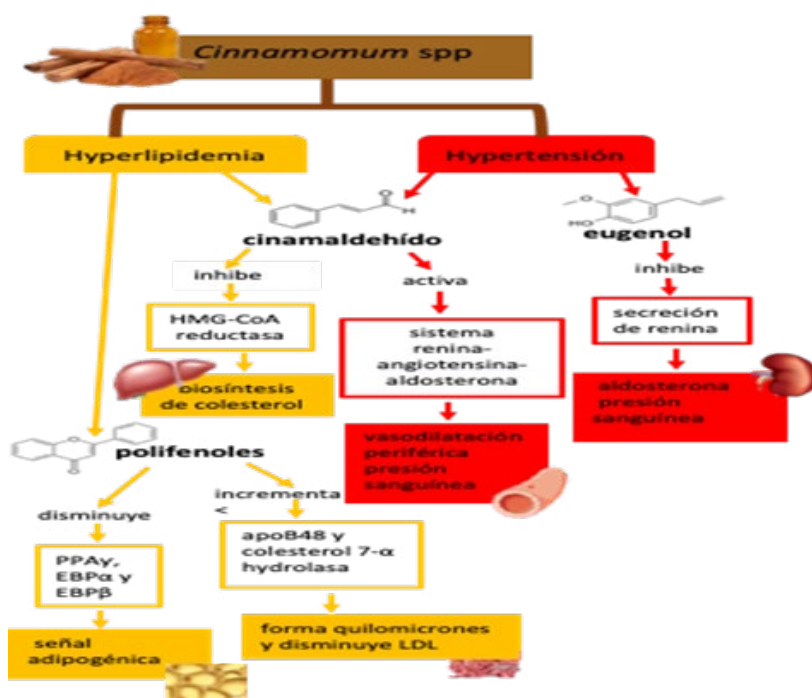 Cinnamomum spp
Hyperlipidemia
Hypertensión
cinamaldehído
eugenol
inhibe
activa
inhibe
HMG-CoA
reductasa
sistema
renina-
angiotensina-
aldosterona
secreción
de renina
biosíntesis
de colesterol
aldosterona
presión
sanguínea
vasodilatación
periférica
presión
sanguínea
polifenoles
disminuye
incrementa
<
PPAγ,
EBPα y
EBPβ
apoB48 y
colesterol 7-α
hidrolasa
señal
adipogénica
forma quilomicrones
y disminuye LDL
O
H
O
HO
O
O